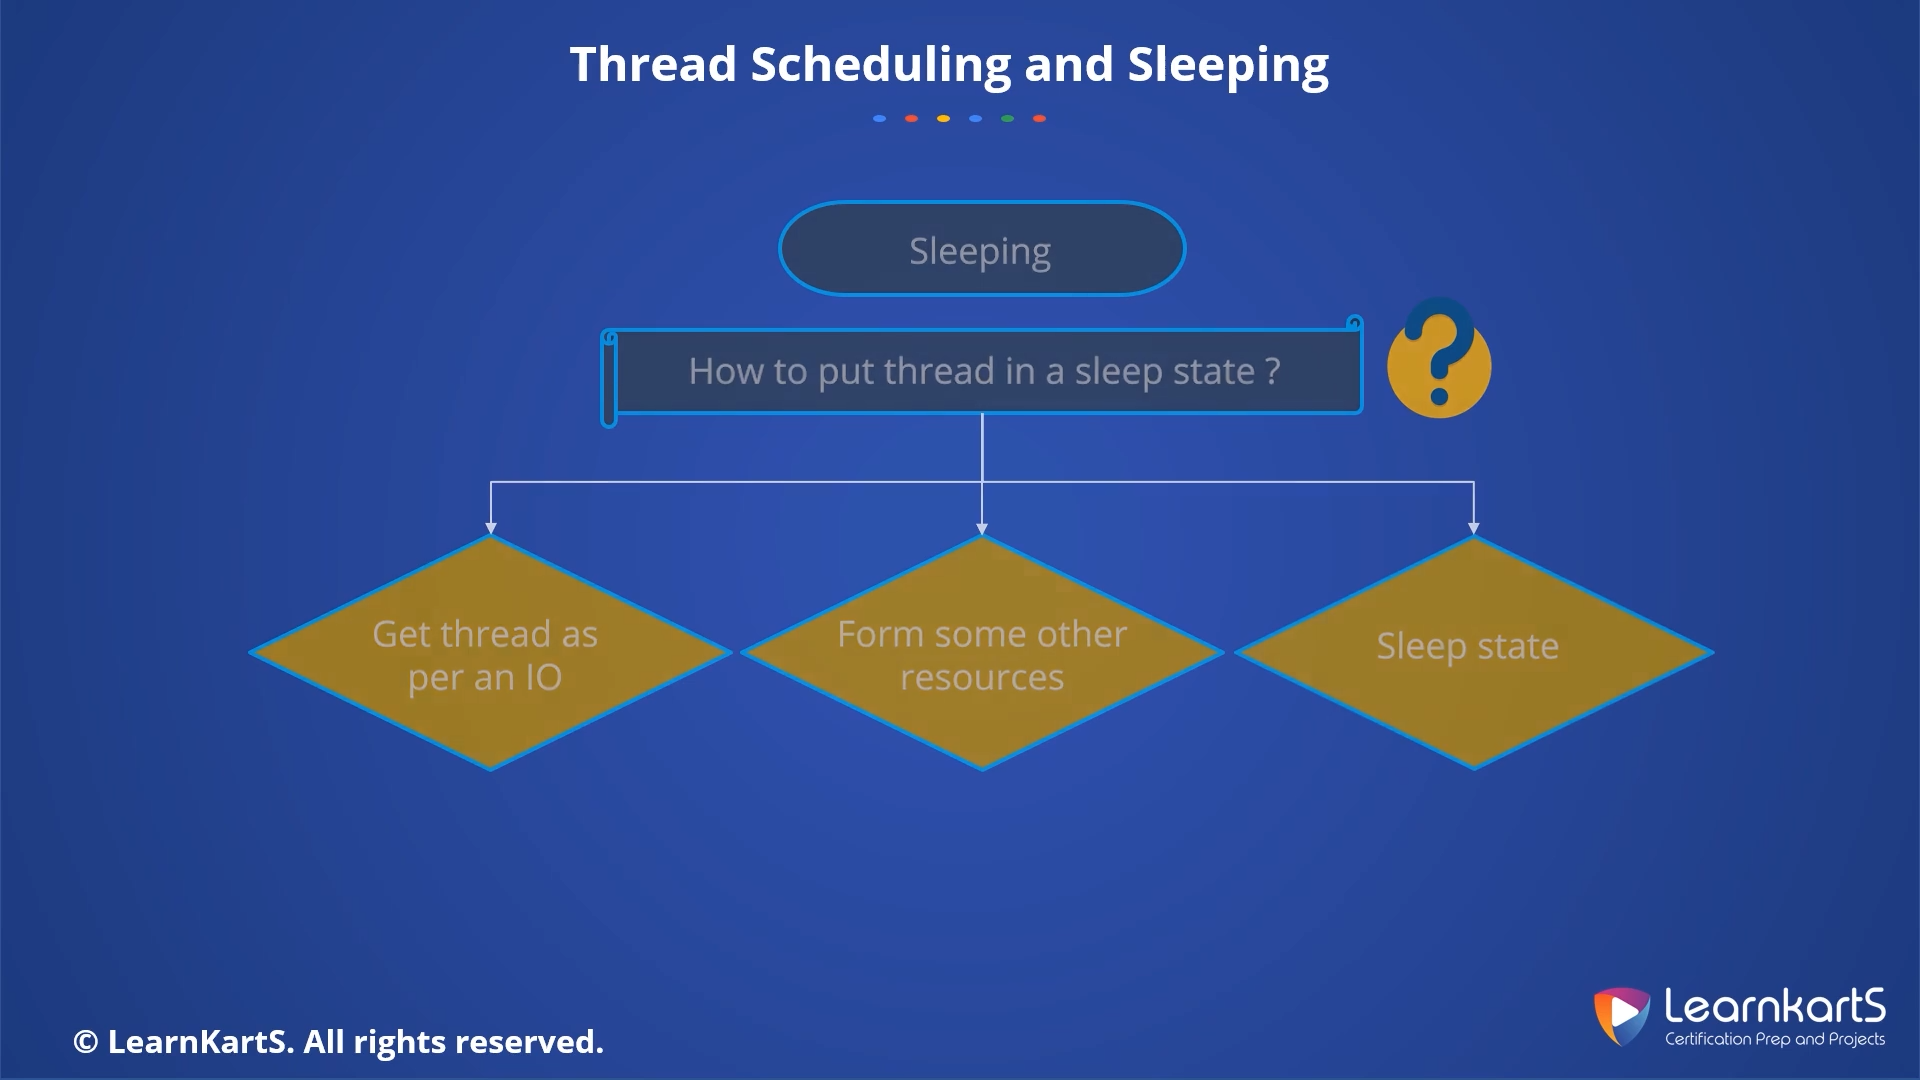 Thread Scheduling and Sleeping
Sleeping
How to put thread in a sleep state ?
?
Get thread as
per an IO
Form some other
resources
Sleep state
© LearnKartS. All rights reserved.
LearnkartS
Certification Prep and Projects